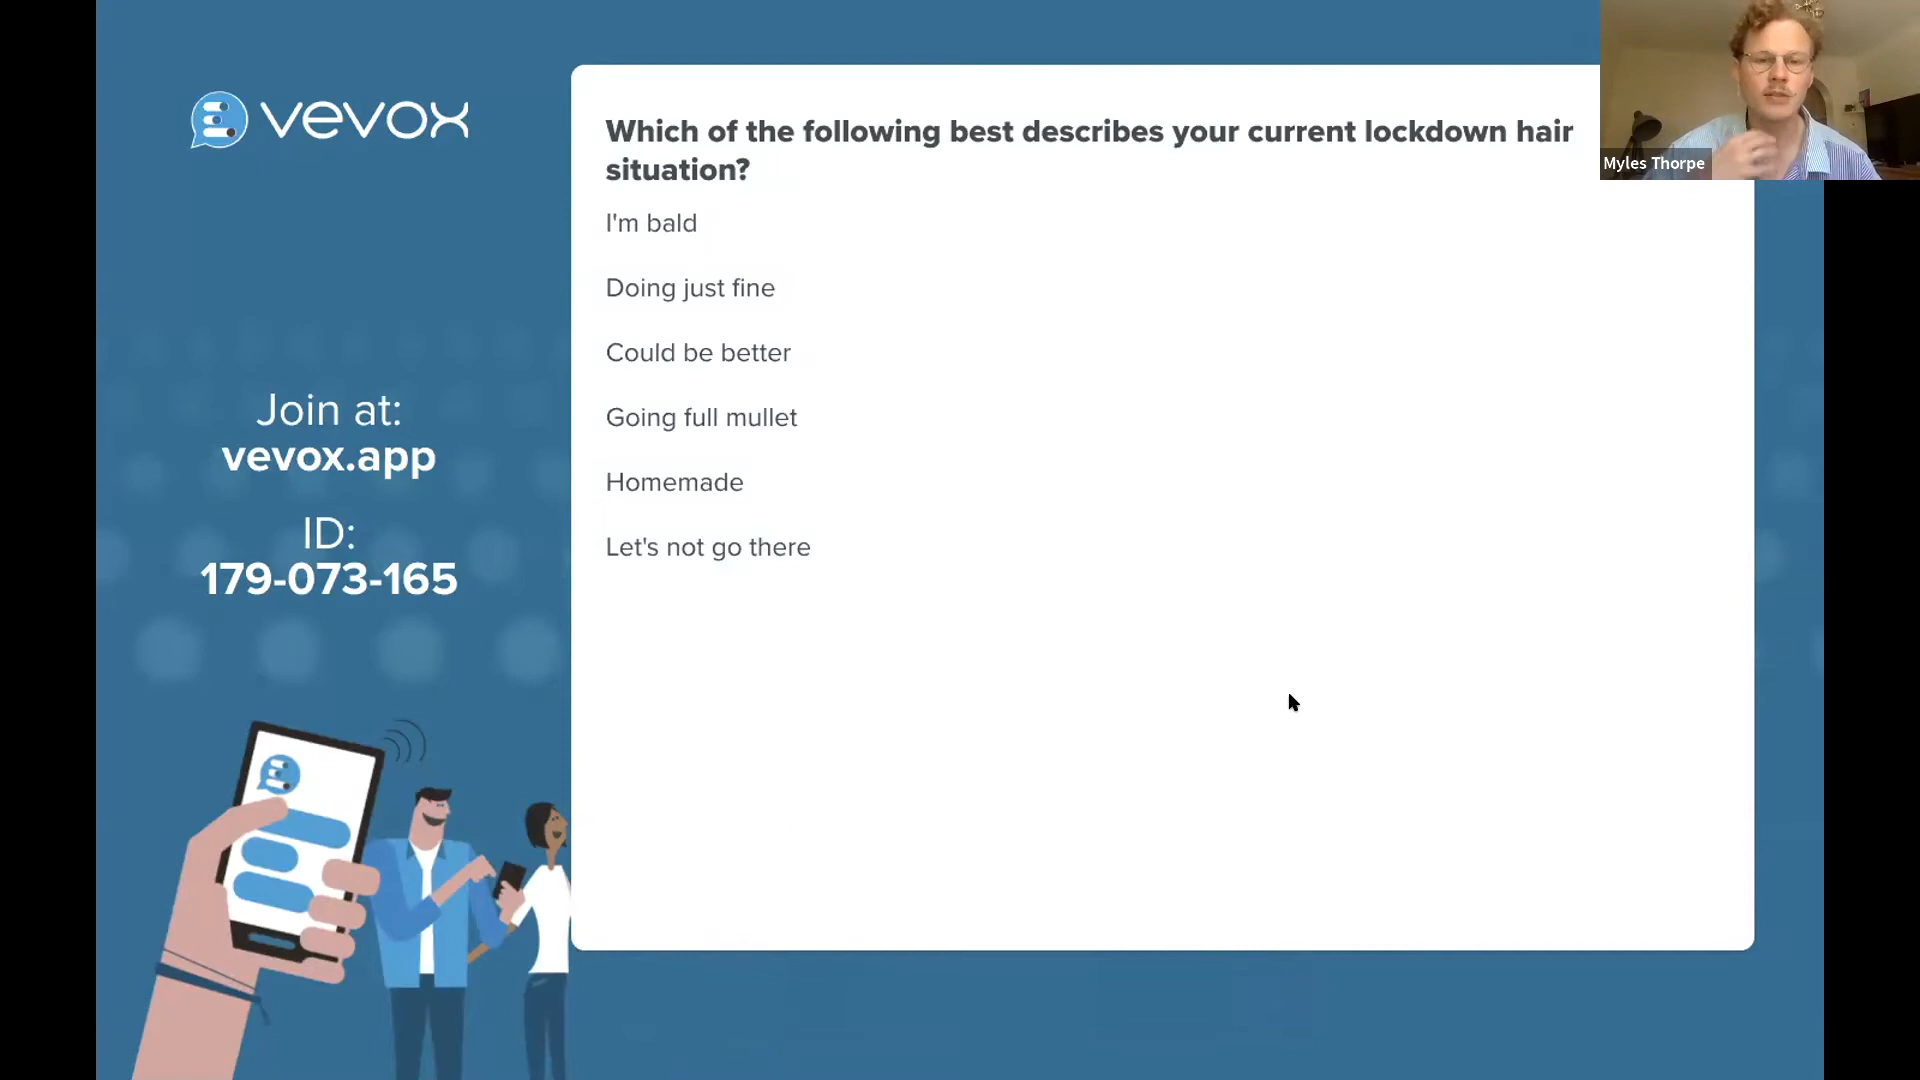 vevox
Join at:
vevox.app
ID:
179-073-165
Which of the following best describes your current lockdown hair
situation?
I'm bald
Doing just fine
Could be better
Going full mullet
Homemade
Let's not go there
Myles Thorpe